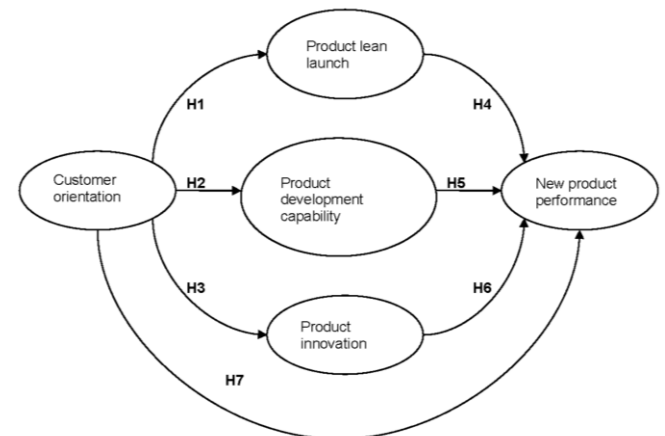 Product lean
launch
H1
H4
Customer
orientation
H2
Product
development
capability
H5
New product
performance
H3
H6
Product
innovation
H7